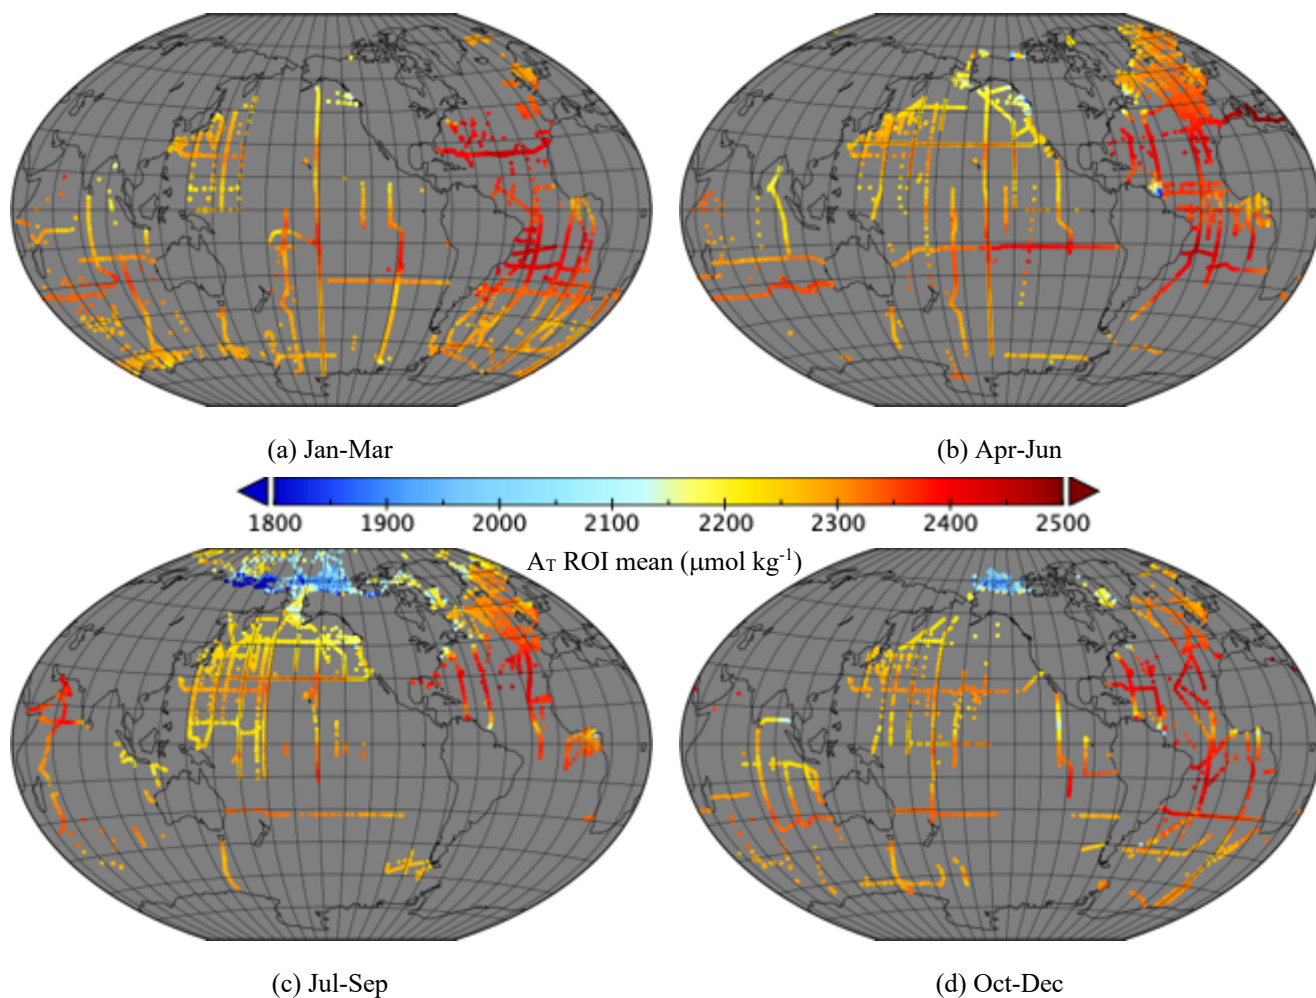 (a) Jan-Mar
(b) Apr-Jun
1800 1900 2000 2100 2200 2300 2400 2500
AT ROI mean (μmol kg-1)
(c) Jul-Sep
(d) Oct-Dec